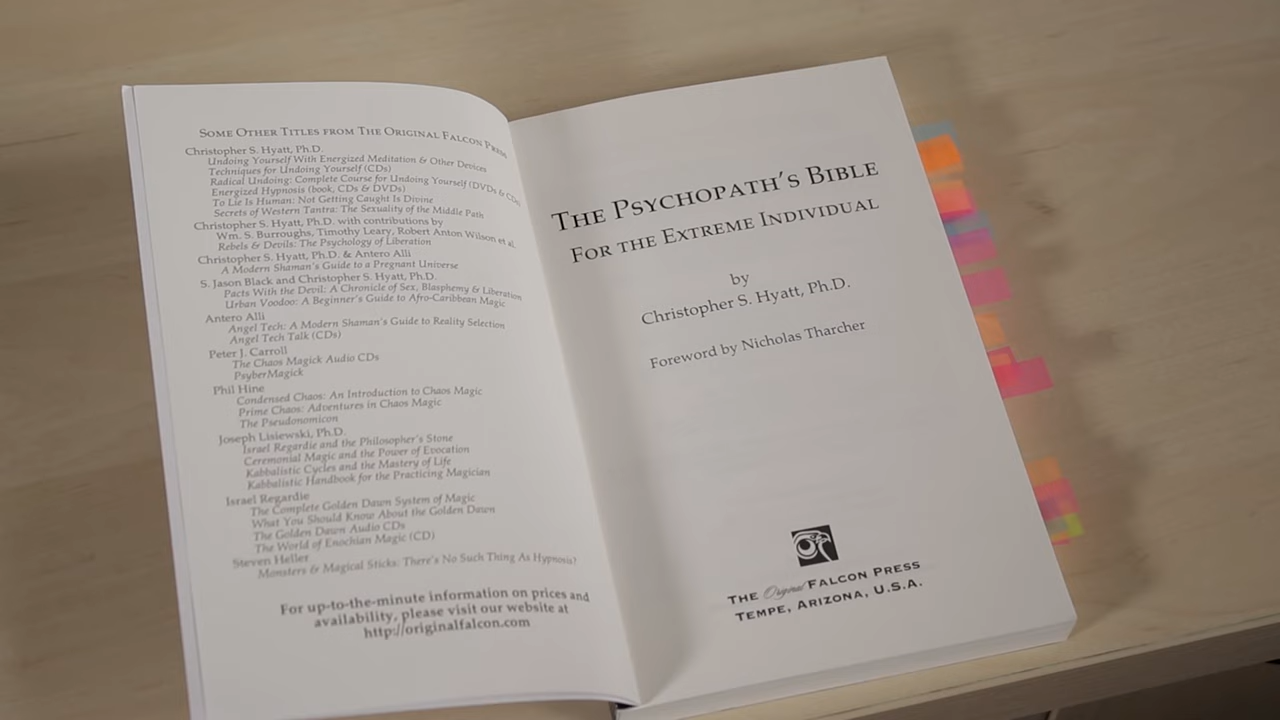 SOME OTHER TITLES FROM THE ORIGINAL FALCON PRESS
Christopher S. Hyatt, Ph.D.
Undoing Yourself With Energized Meditation & Other Devices
Techniques for Undoing Yourself (CDs)
Radical Undoing: Complete Course for Undoing Yourself (DVDs & CDs)
Energized Hypnosis (book, CDs & DVDs)
To Lie Is Human: Not Getting Caught Is Divine
Secrets of Western Tantra: The Sexuality of the Middle Path
Christopher S. Hyatt, Ph.D. with contributions by
Wm. S. Burroughs, Timothy Leary, Robert Anton Wilson et al.
Rebels & Devils: The Psychology of Liberation
Christopher S. Hyatt, Ph.D. & Antero Alli
A Modern Shaman's Guide to a Pregnant Universe
S. Jason Black and Christopher S. Hyatt, Ph.D.
Pacts With the Devil: A Chronicle of Sex, Blasphemy & Liberation
Urban Voodoo: A Beginner's Guide to Afro-Caribbean Magic
Antero Alli
Angel Tech: A Modern Shaman's Guide to Reality Selection
Angel Tech Talk (CDs)
Peter J. Carroll
The Chaos Magick Audio CDs
PsyberMagick
Phil Hine
Condensed Chaos: An Introduction to Chaos Magic
Prime Chaos: Adventures in Chaos Magic
The Pseudonomicon
Joseph Lisiewski, Ph.D.
Israel Regardie and the Philosopher's Stone
Ceremonial Magic and the Power of Evocation
Kabbalistic Cycles and the Mastery of Life
Kabbalistic Handbook for the Practicing Magician
Israel Regardie
The Complete Golden Dawn System of Magic
What You Should Know About the Golden Dawn
The Golden Dawn Audio CDs
The World of Enochian Magic (CD)
Steven Heller
Monsters & Magical Sticks: There's No Such Thing As Hypnosis?
For up-to-the-minute information on prices and
availability, please visit our website at
http://originalfalcon.com
THE PSYCHOPATH'S BIBLE
FOR THE EXTREME INDIVIDUAL
by
Christopher S. Hyatt, Ph.D.
Foreword by Nicholas Tharcher
THE Original FALCON PRESS
TEMPE, ARIZONA, U.S.A.